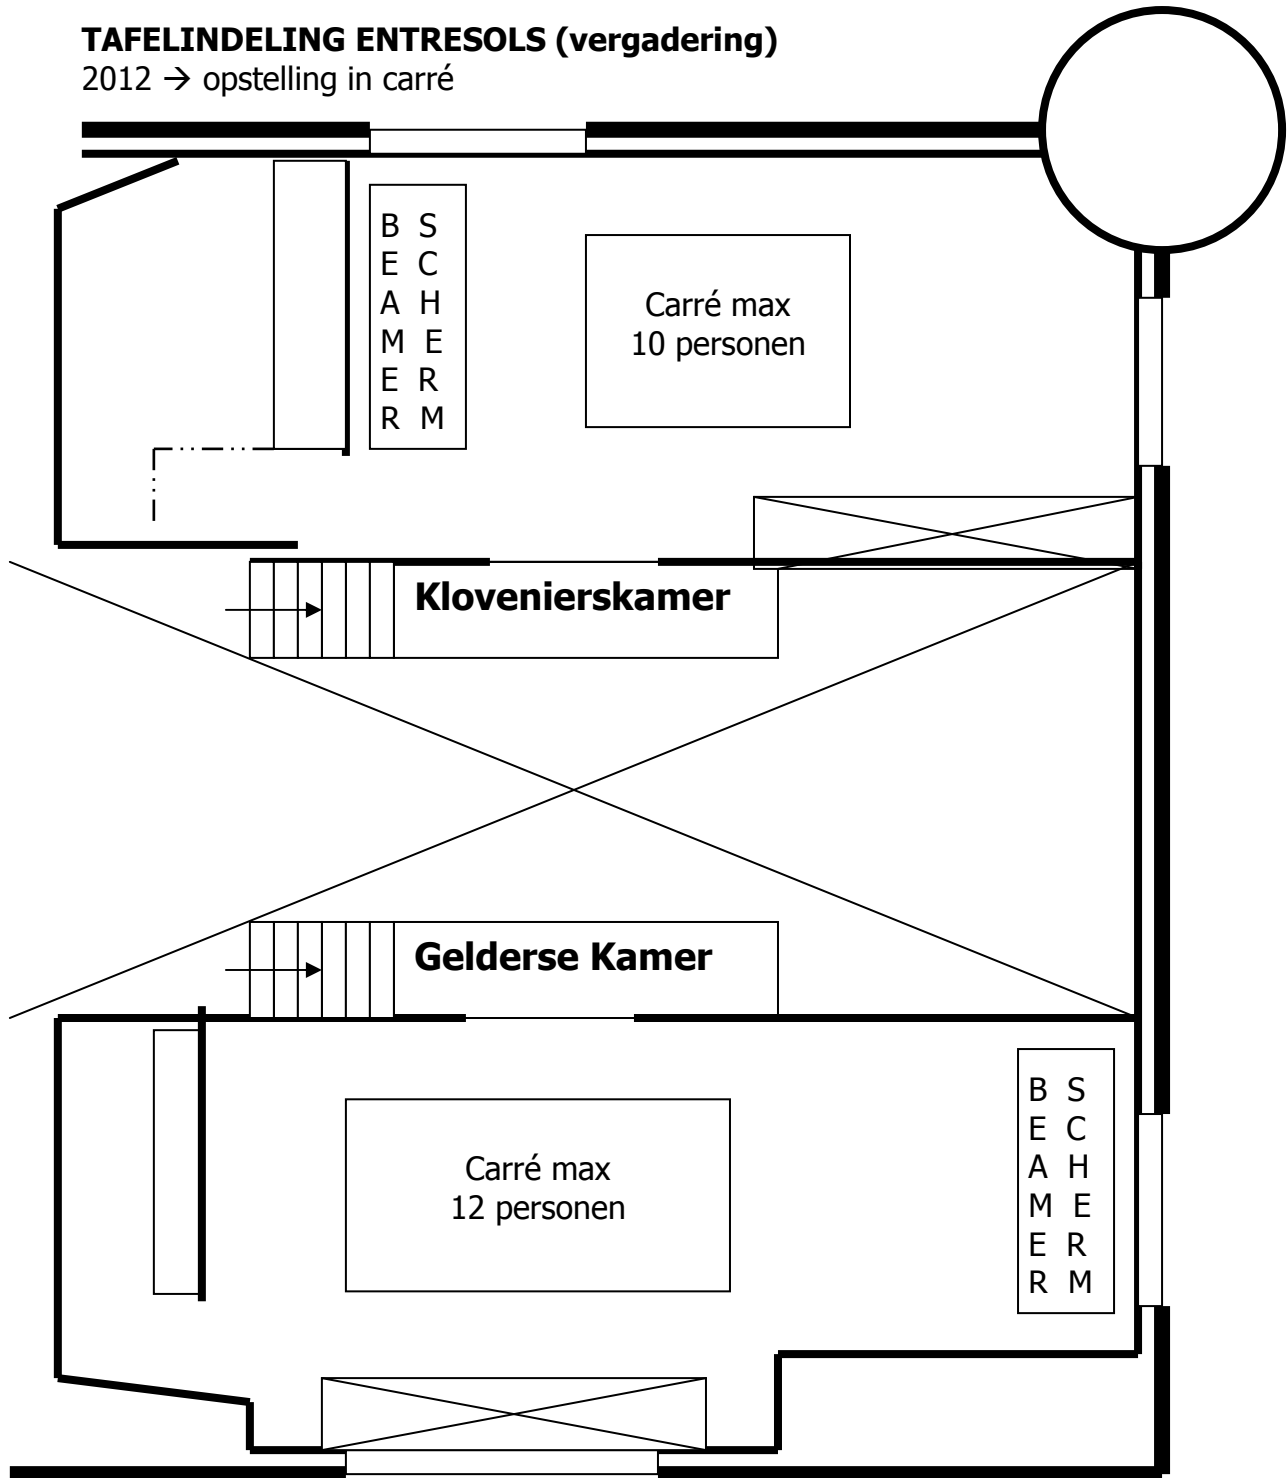 TAFELINDELING ENTRESOLS (vergadering)
2012 → opstelling in carré
B S
E C
A H
M E
E R
R M
Carré max
10 personen
Klovenierskamer
Gelderse Kamer
Carré max
12 personen
B S
E C
A H
M E
E R
R M